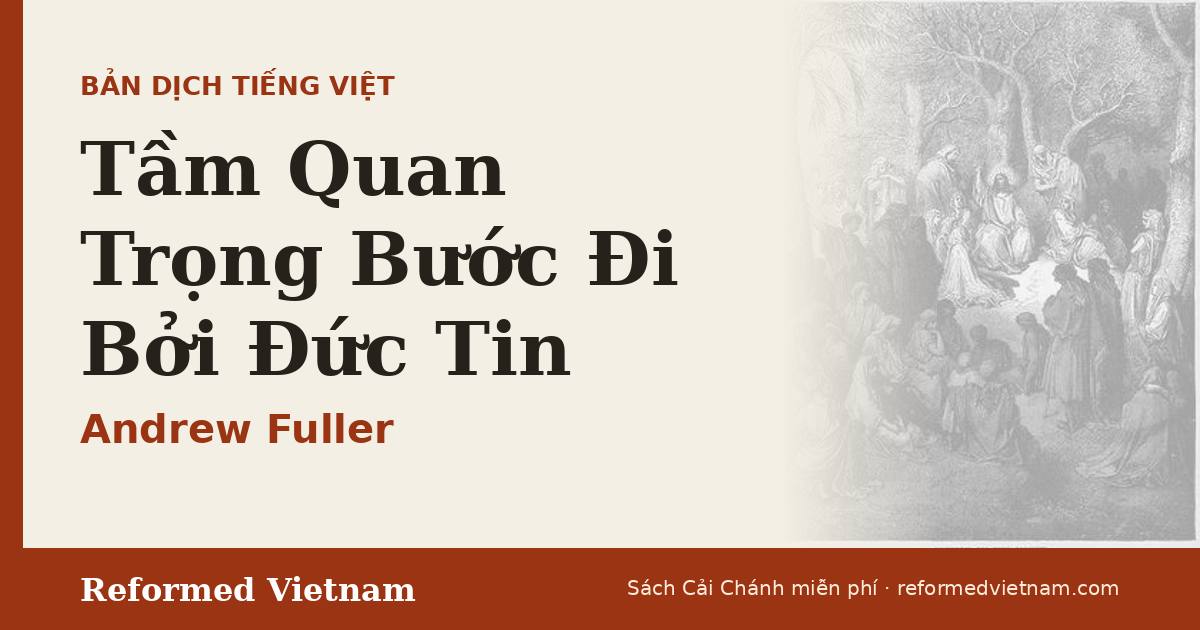 BẢN DỊCH TIẾNG VIỆT
Tầm Quan
Trọng Bước Đi
Bởi Đức Tin
Andrew Fuller
Reformed Vietnam
Sách Cải Chánh miễn phí · reformedvietnam.com